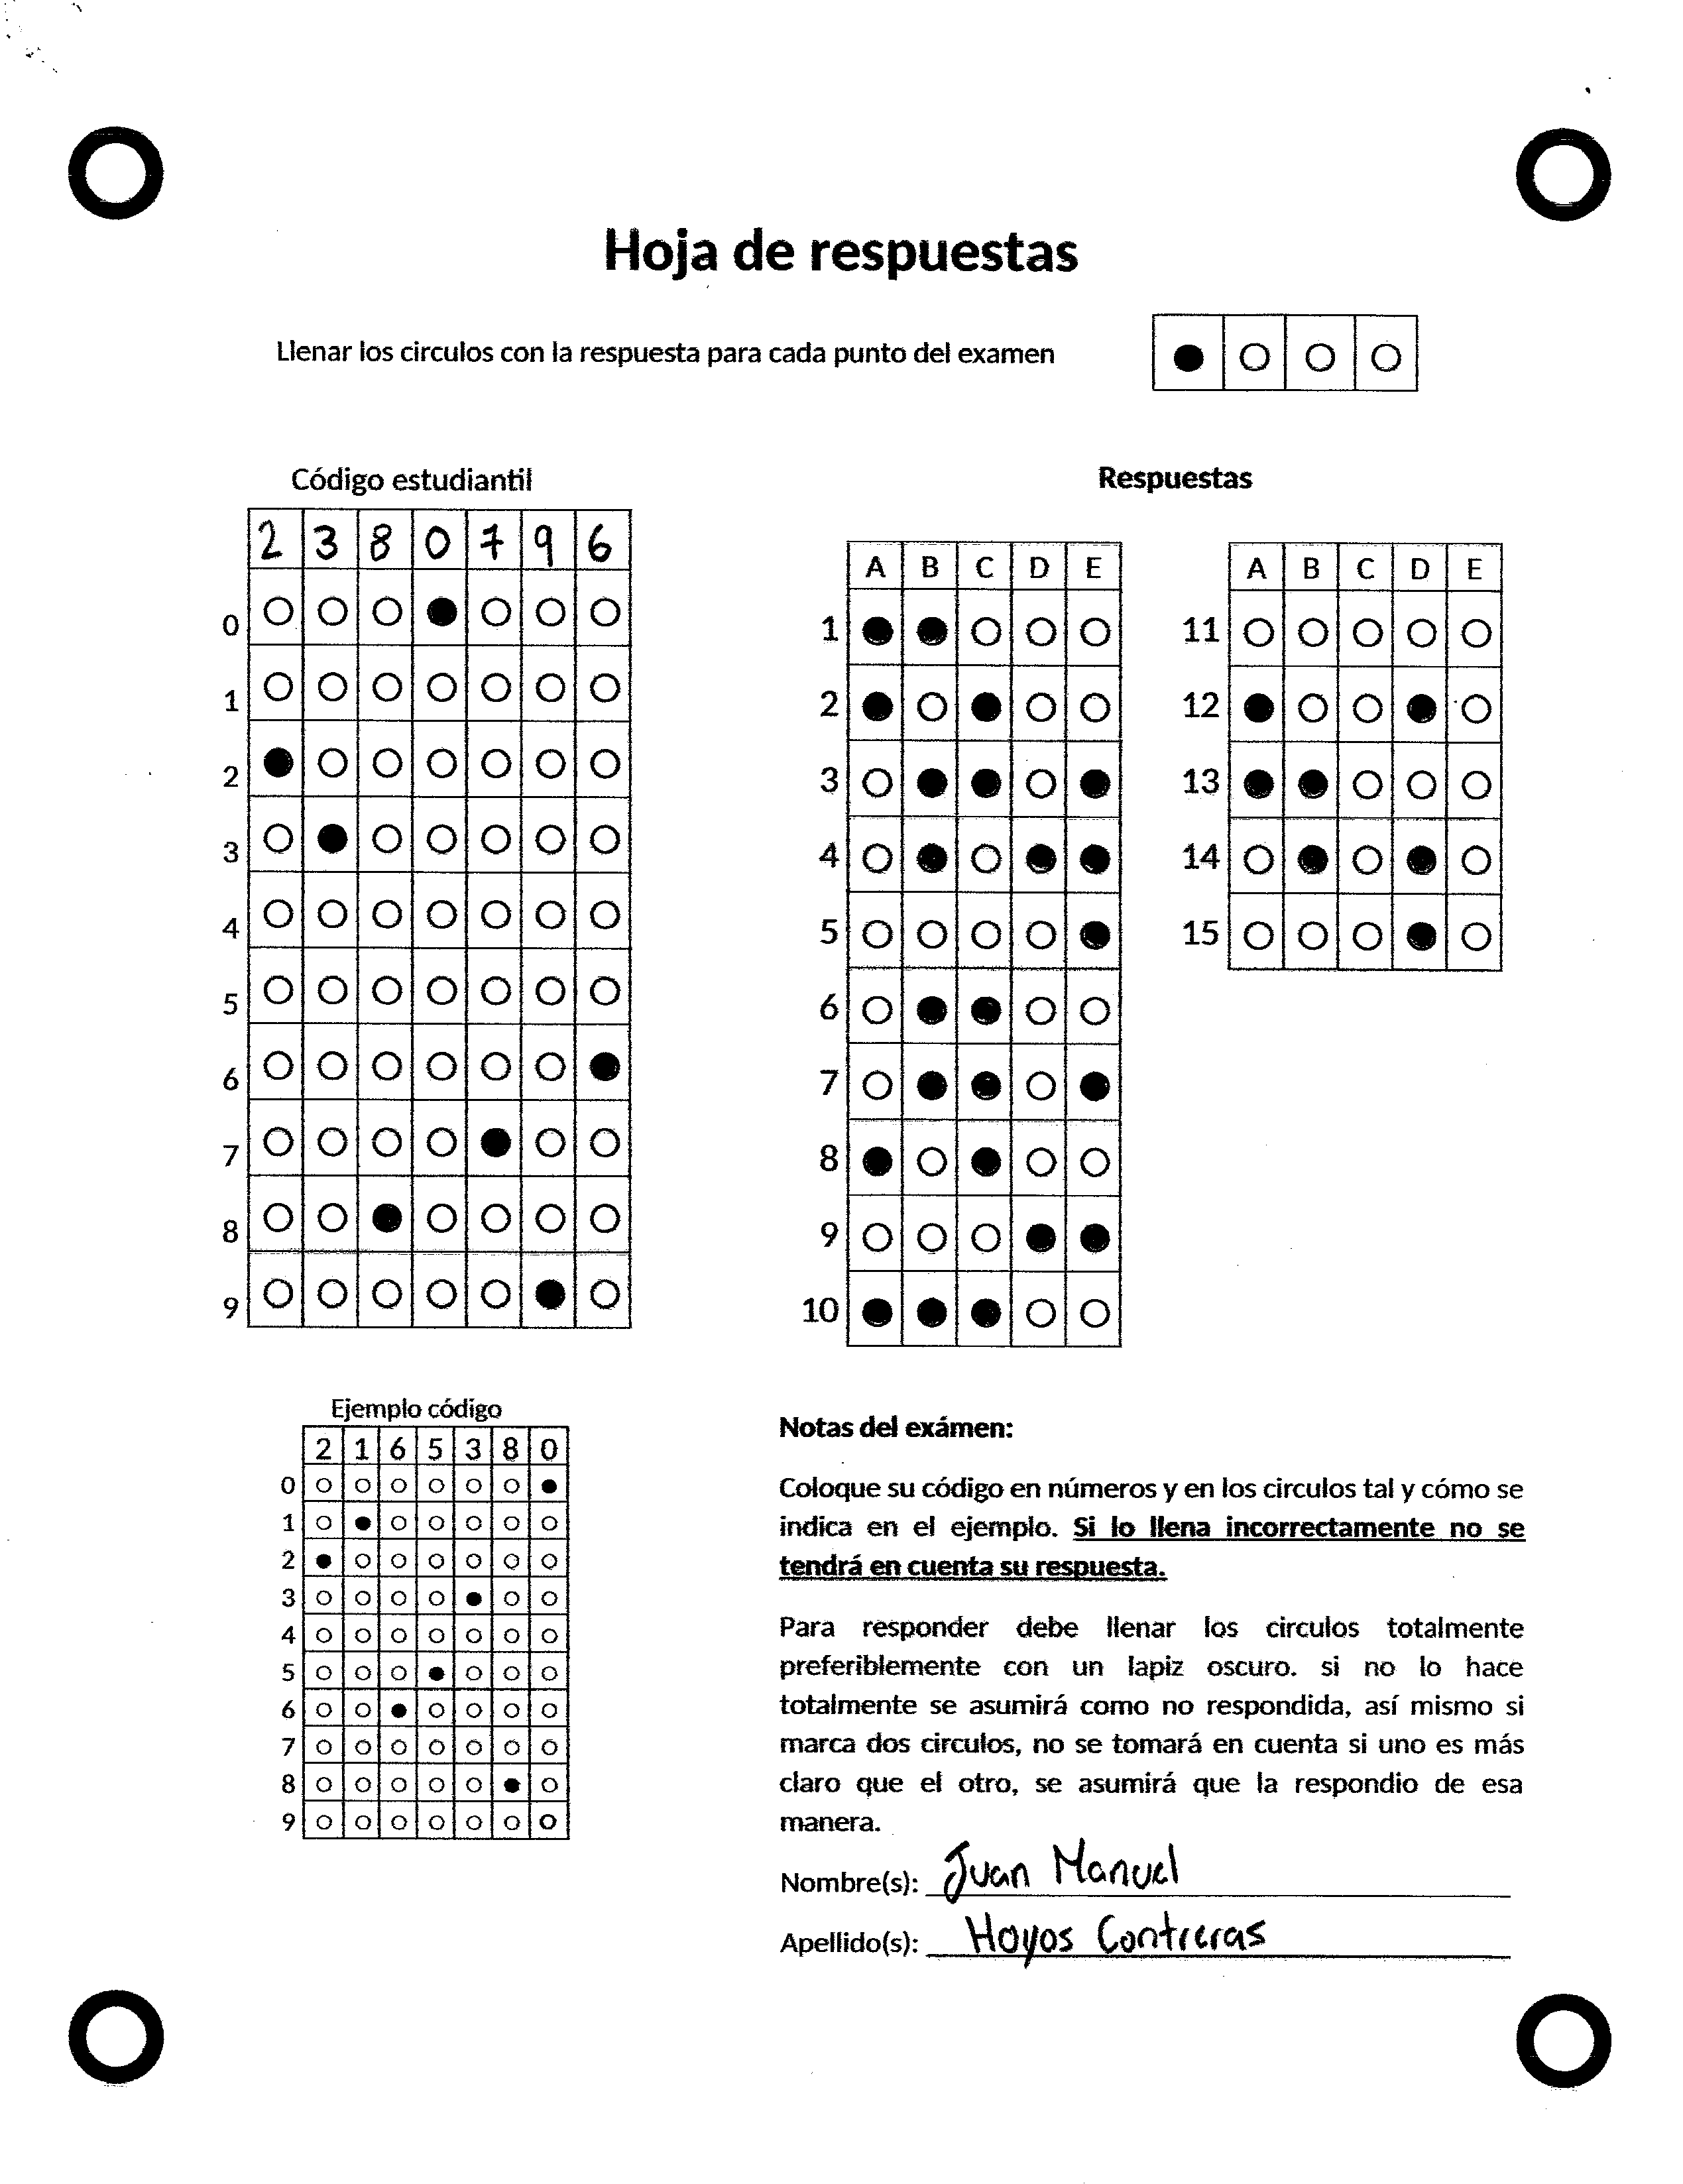 Hoja de respuestas
Llenar los circulos con la respuesta para cada punto del examen
Código estudiantil
2 3 8 0 7 9 6
0
1
2
3
4
5
6
7
8
9
Respuestas
A B C D E
1
2
3
4
5
6
7
8
9
10
A B C D E
11
12
13
14
15
Ejemplo código
2 1 6 5 3 8 0
0
1
2
3
4
5
6
7
8
9
Notas del exámen:
Coloque su código en números y en los circulos tal y cómo se
indica en el ejemplo. Si lo llena incorrectamente no se
tendrá en cuenta su respuesta.
Para responder debe llenar los circulos totalmente
preferiblemente con un lapiz oscuro. si no lo hace
totalmente se asumirá como no respondida, así mismo si
marca dos circulos, no se tomará en cuenta si uno es más
claro que el otro, se asumirá que la respondio de esa
manera.
Nombre(s): Juan Manuel
Apellido(s): Hoyos Contreras